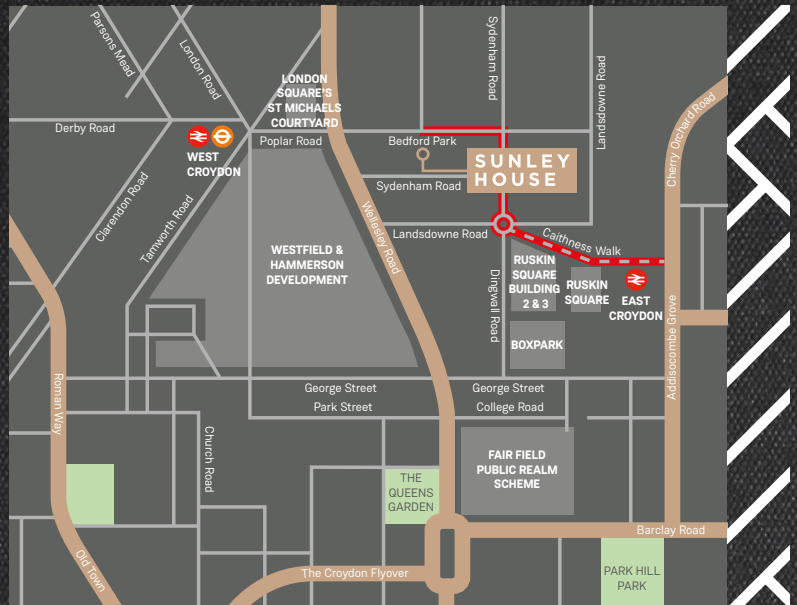 Parsons Mead
London Road
Sydenham Road
Landsdowne Road
LONDON
SQUARE'S
ST MICHAELS
COURTYARD
Cherry Orchard Road
Derby Road
WEST
CROYDON
Poplar Road
Bedford Park
SUNLEY
HOUSE
Sydenham Road
Clarendon Road
Tamworth Road
Wellesley Road
Landsdowne Road
Caithness Walk
WESTFIELD &
HAMMERSON
DEVELOPMENT
Dingwall Road
RUSKIN
SQUARE
BUILDING
2 & 3
RUSKIN
SQUARE
EAST
CROYDON
BOXPARK
Addisocombe Grove
Roman Way
George Street
George Street
Park Street
College Road
Church Road
FAIR FIELD
PUBLIC REALM
SCHEME
THE
QUEENS
GARDEN
Barclay Road
Old Town
The Croydon Flyover
PARK HILL
PARK